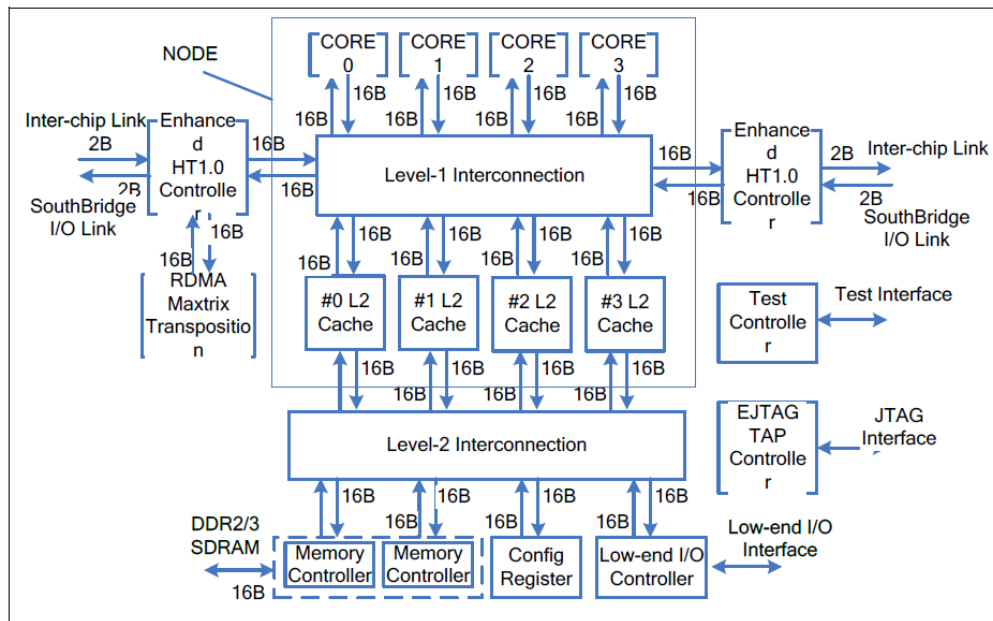 NODE
CORE
0
CORE
1
CORE
2
CORE
3
16B
16B
16B
16B
16B
16B
16B
16B
Inter-chip Link
2B
2B
SouthBridge
I/O Link
Enhance
d
HT1.0
Controlle
r
16B
16B
Level-1 Interconnection
16B
16B
Enhance
d
HT1.0
Controlle
r
2B
Inter-chip Link
2B
SouthBridge
I/O Link
16B
16B
RDMA
Maxtrix
Transpositio
n
16B
16B
16B
16B
16B
16B
16B
16B
#0 L2
Cache
#1 L2
Cache
#2 L2
Cache
#3 L2
Cache
Test
Controlle
r
Test Interface
16B
16B
16B
16B
16B
16B
16B
16B
Level-2 Interconnection
EJTAG
TAP
Controlle
r
JTAG
Interface
16B
16B
16B
16B
16B
16B
16B
16B
DDR2/3
SDRAM
16B
Memory
Controller
Memory
Controller
Config
Register
Low-end I/O
Controller
Low-end I/O
Interface